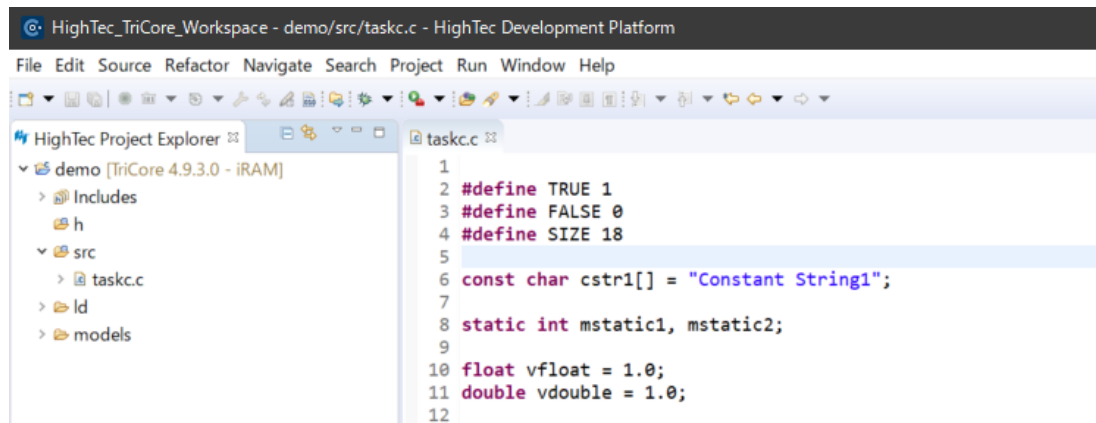 HighTec_TriCore_Workspace - demo/src/taskc.c - HighTec Development Platform
File Edit Source Refactor Navigate Search Project Run Window Help
HighTec Project Explorer
demo [TriCore 4.9.3.0 - iRAM]
Includes
h
src
taskc.c
ld
models
taskc.c
1
2 #define TRUE 1
3 #define FALSE 0
4 #define SIZE 18
5
6 const char cstr1[] = "Constant String1";
7
8 static int mstatic1, mstatic2;
9
10 float vfloat = 1.0;
11 double vdouble = 1.0;
12